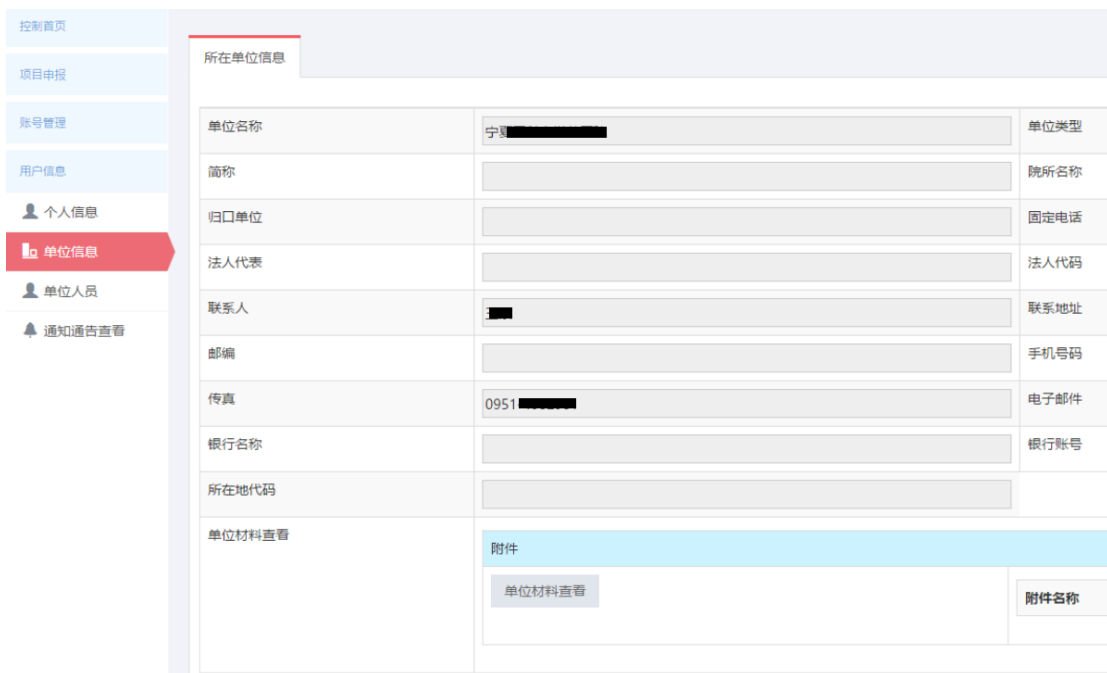 控制首页
项目申报
账号管理
用户信息
个人信息
单位信息
单位人员
通知通告查看
所在单位信息
单位名称 宁夏 单位类型
简称 院所名称
归口单位 固定电话
法人代表 法人代码
联系人 联系地址
邮编 手机号码
传真 0951 电子邮件
银行名称 银行账号
所在地代码
单位材料查看
附件
单位材料查看 附件名称